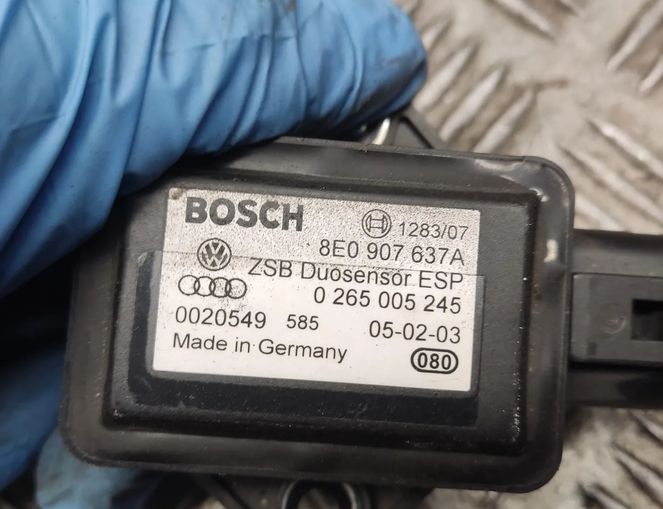 BOSCH 1283/07
8E0 907 637A
ZSB Duosensor ESP
0 265 005 245
0020549 585 05-02-03
Made in Germany 080